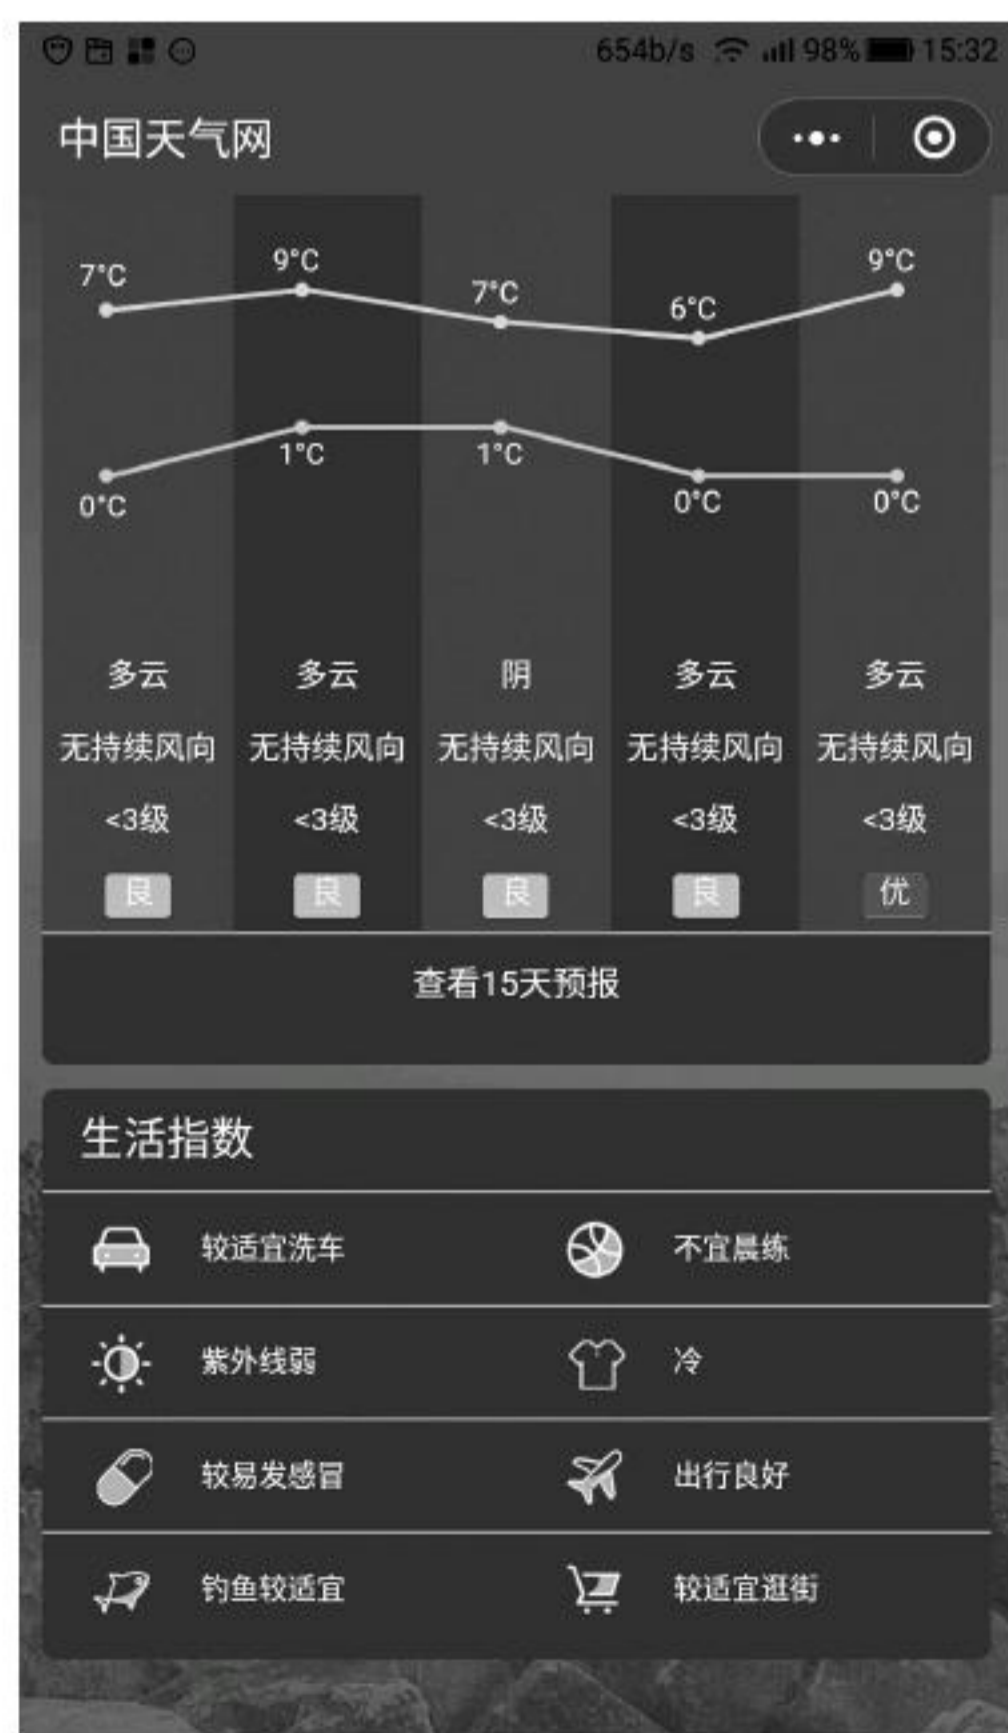 654b/s 98% 15:32
中国天气网
7°C 9°C 7°C 6°C 9°C
0°C 1°C 1°C 0°C 0°C
多云 多云 阴 多云 多云
无持续风向 无持续风向 无持续风向 无持续风向 无持续风向
<3级 <3级 <3级 <3级 <3级
良 良 良 良 优
查看15天预报
生活指数
较适宜洗车 不宜晨练
紫外线弱 冷
较易发感冒 出行良好
钓鱼较适宜 较适宜逛街